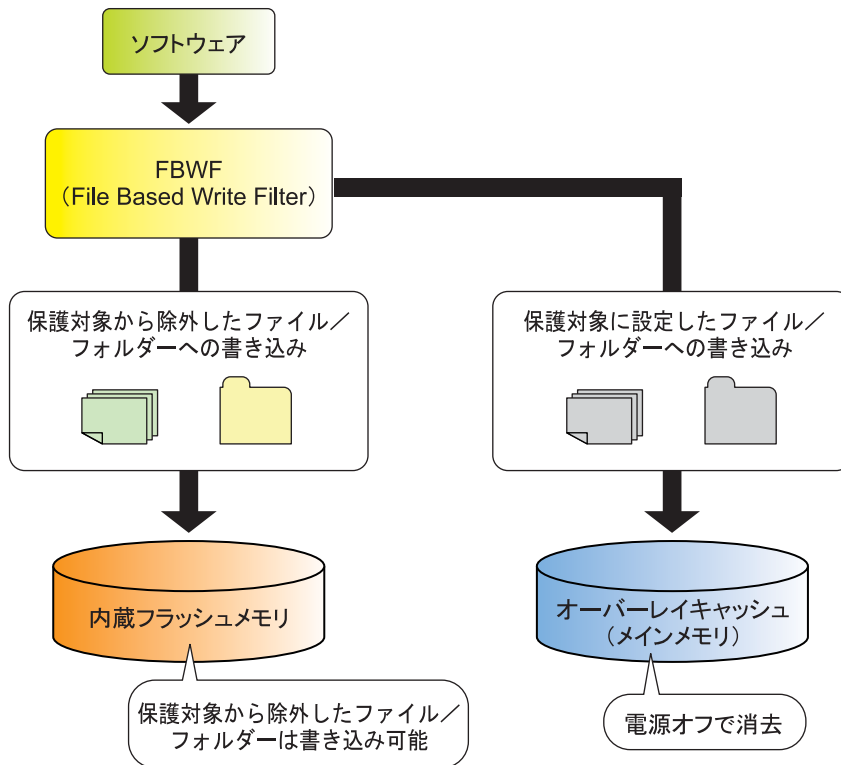 ソフトウェア
FBWF
（File Based Write Filter）
保護対象から除外したファイル／
フォルダーへの書き込み
保護対象に設定したファイル／
フォルダーへの書き込み
内蔵フラッシュメモリ
オーバーレイキャッシュ
（メインメモリ）
保護対象から除外したファイル／
フォルダーは書き込み可能
電源オフで消去